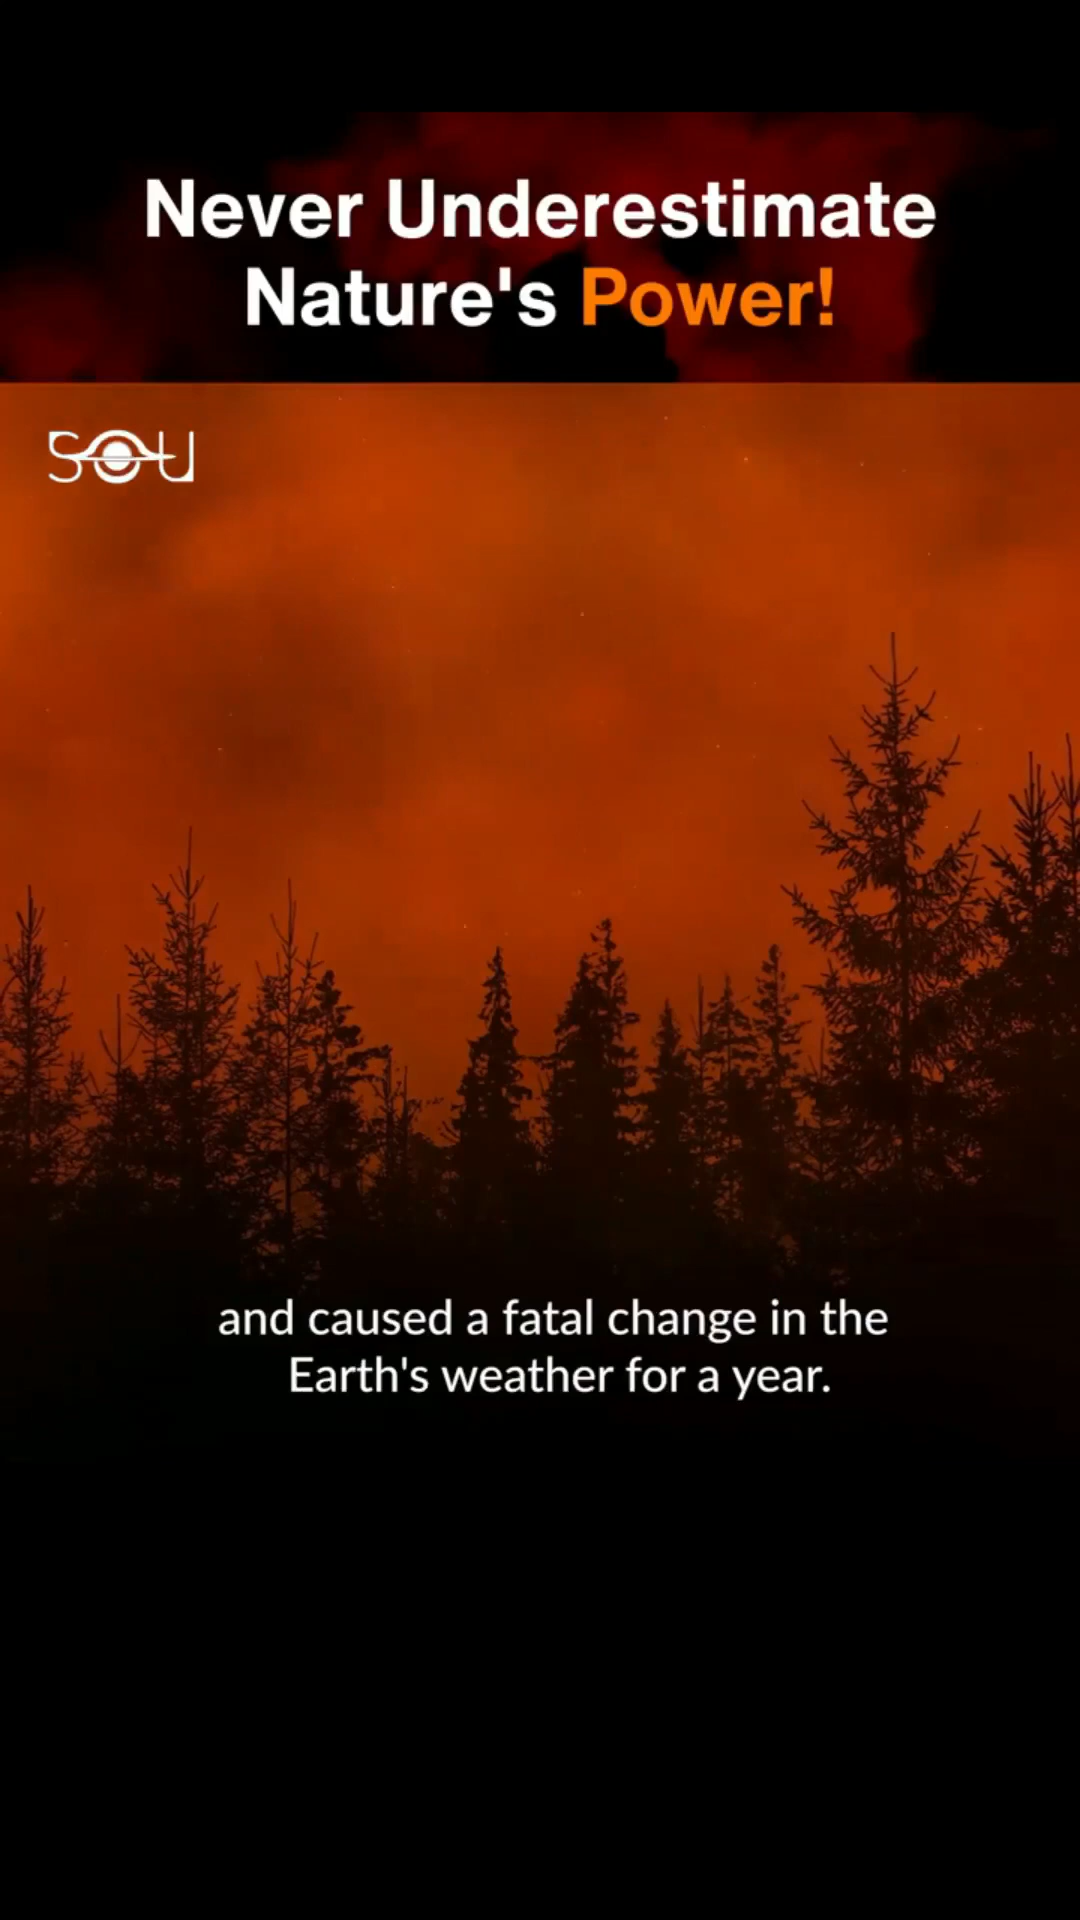 Never Underestimate
Nature's Power!
SOU
and caused a fatal change in the
Earth's weather for a year.